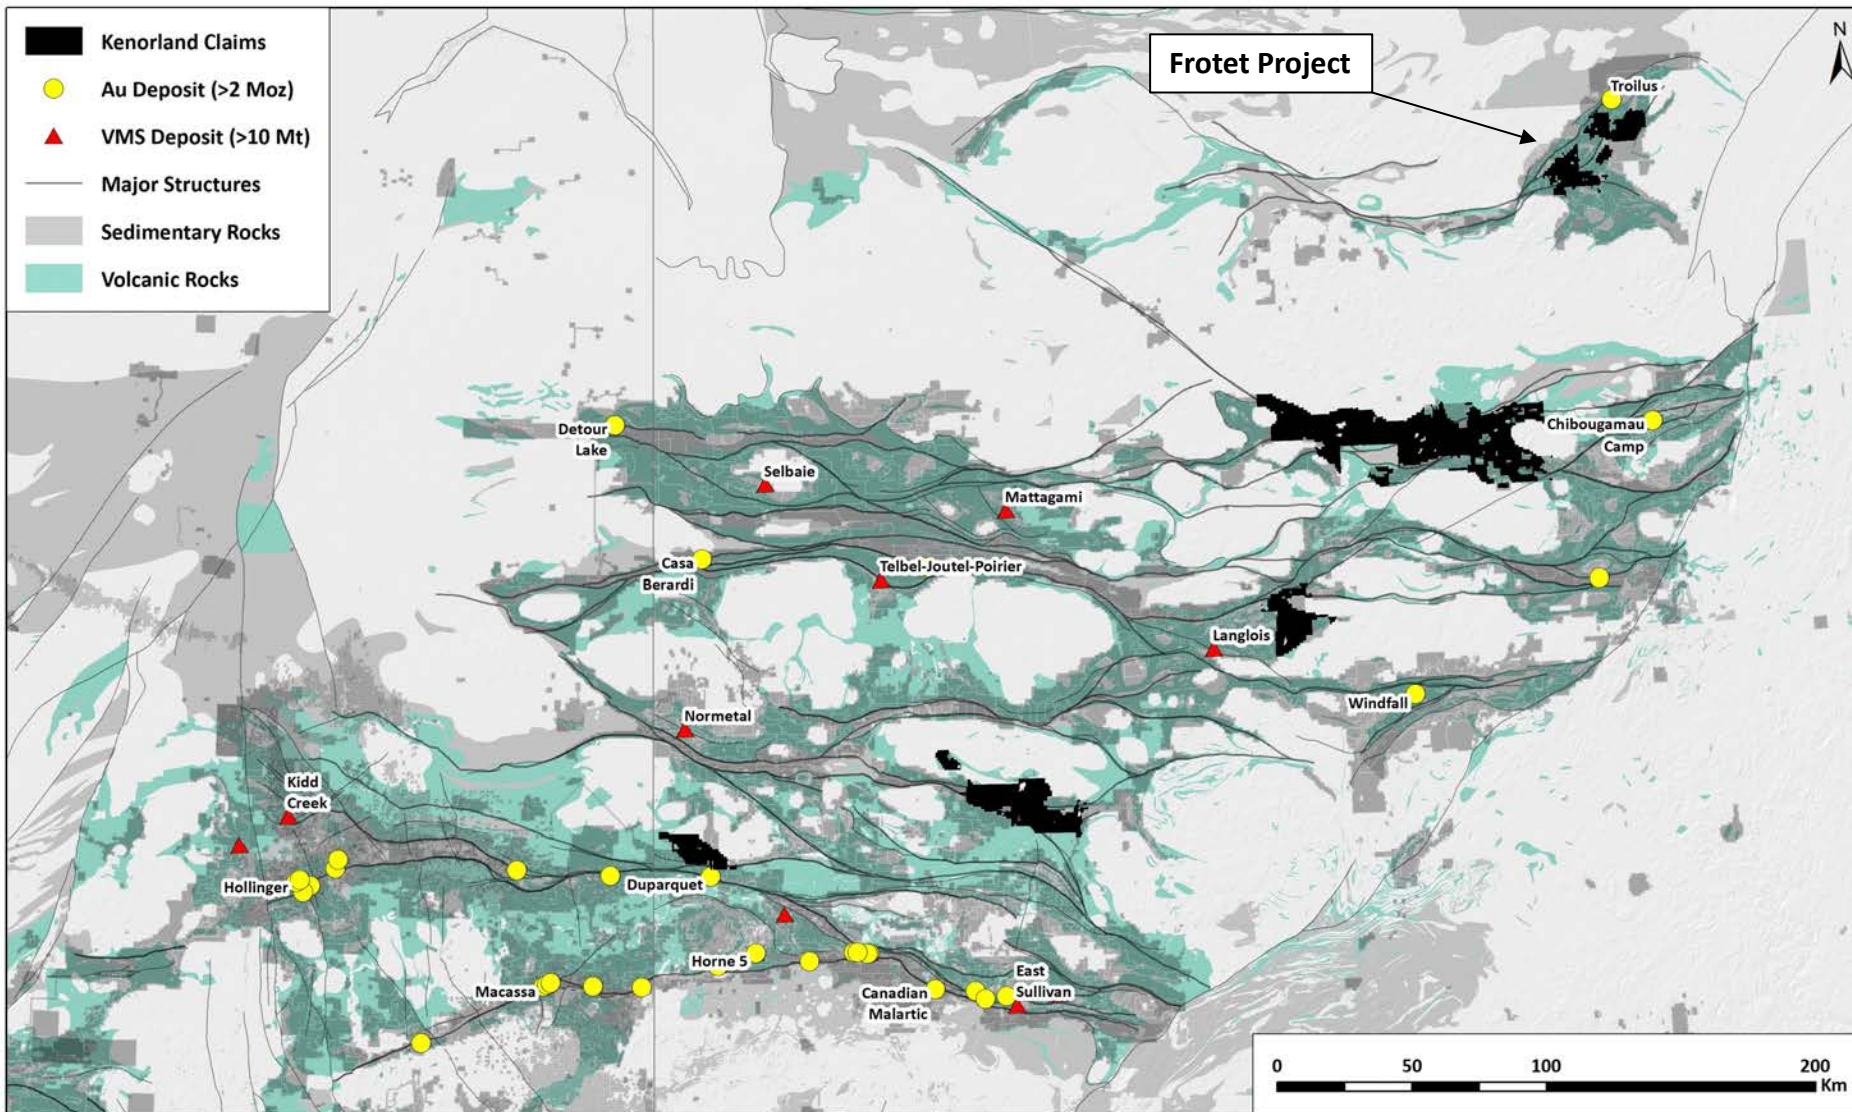 Kenorland Claims
Au Deposit (>2 Moz)
VMS Deposit (>10 Mt)
Major Structures
Sedimentary Rocks
Volcanic Rocks
Frotet Project
N
Troilus
Detour
Lake
Selbaie
Mattagami
Chibougamau
Camp
Casa
Berardi
Telbel-Joutel-Poirier
Langlois
Windfall
Normetal
Kidd
Creek
Hollinger
Duparquet
Horne 5
Macassa
Canadian
Malartic
East
Sullivan
0 50 100 200
Km